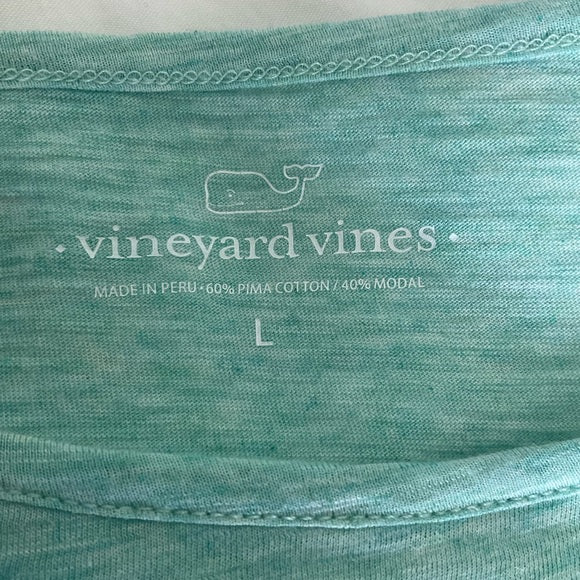 • vineyard vines •
MADE IN PERU • 60% PIMA COTTON / 40% MODAL
L